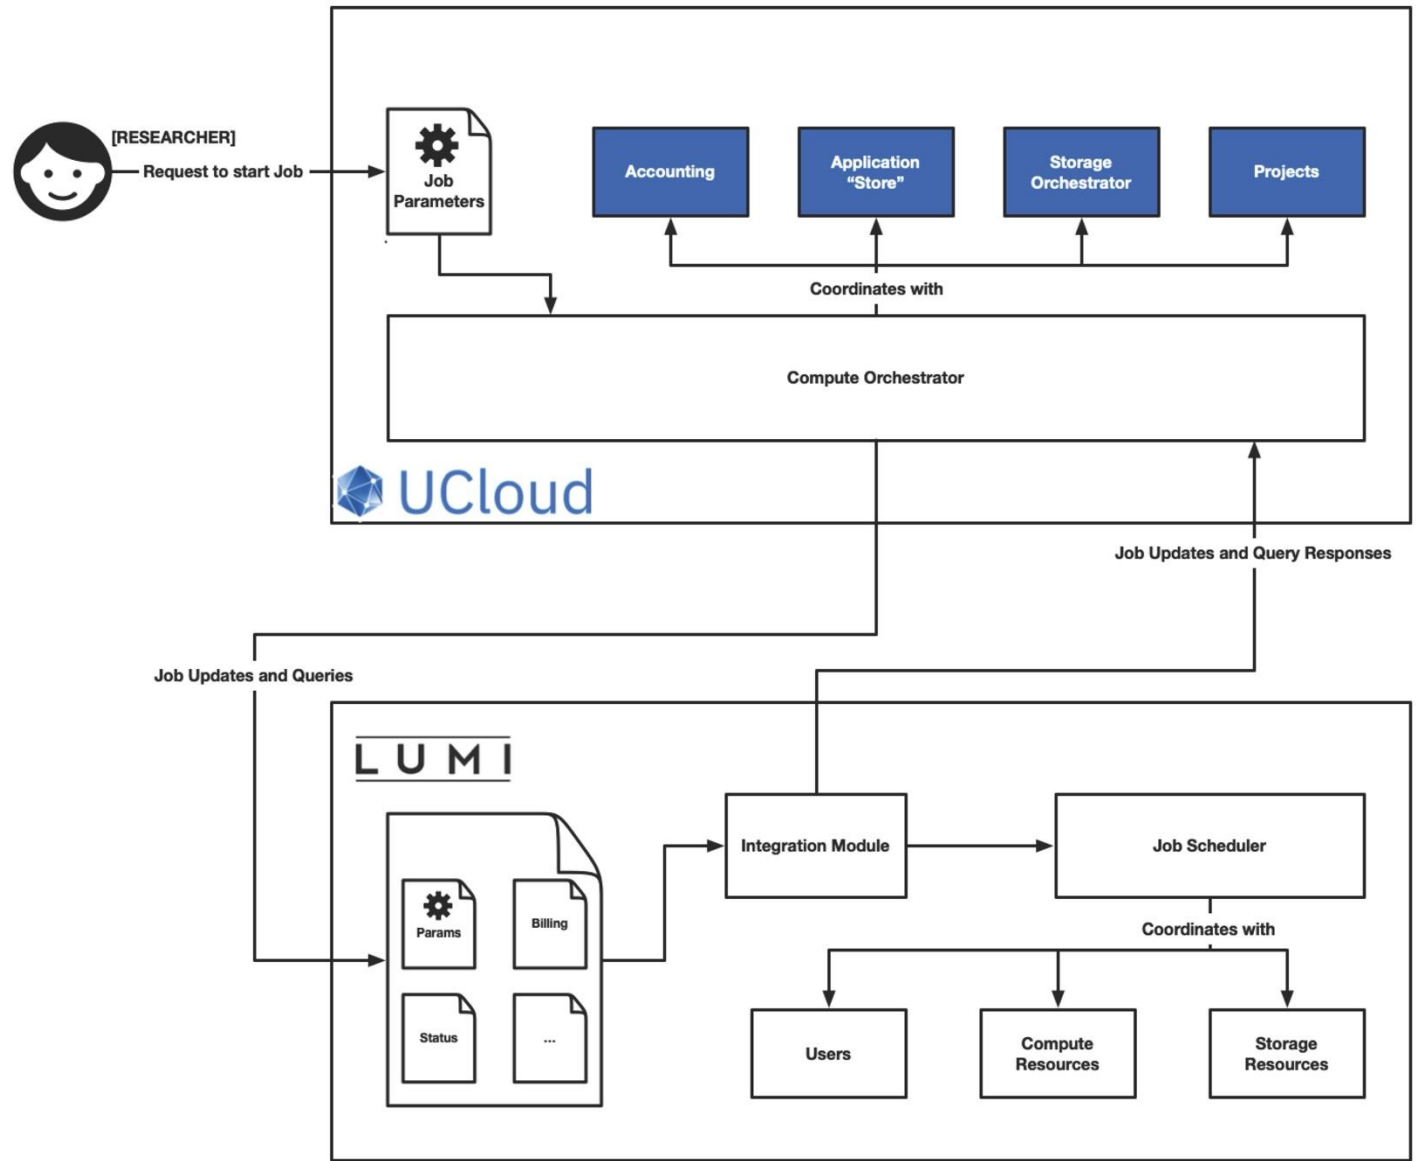 [RESEARCHER]
Request to start Job
Job
Parameters
Accounting
Application
“Store”
Storage
Orchestrator
Projects
Coordinates with
Compute Orchestrator
UCloud
Job Updates and Query Responses
Job Updates and Queries
LUMI
Integration Module
Job Scheduler
Params
Billing
Coordinates with
Status
...
Users
Compute
Resources
Storage
Resources